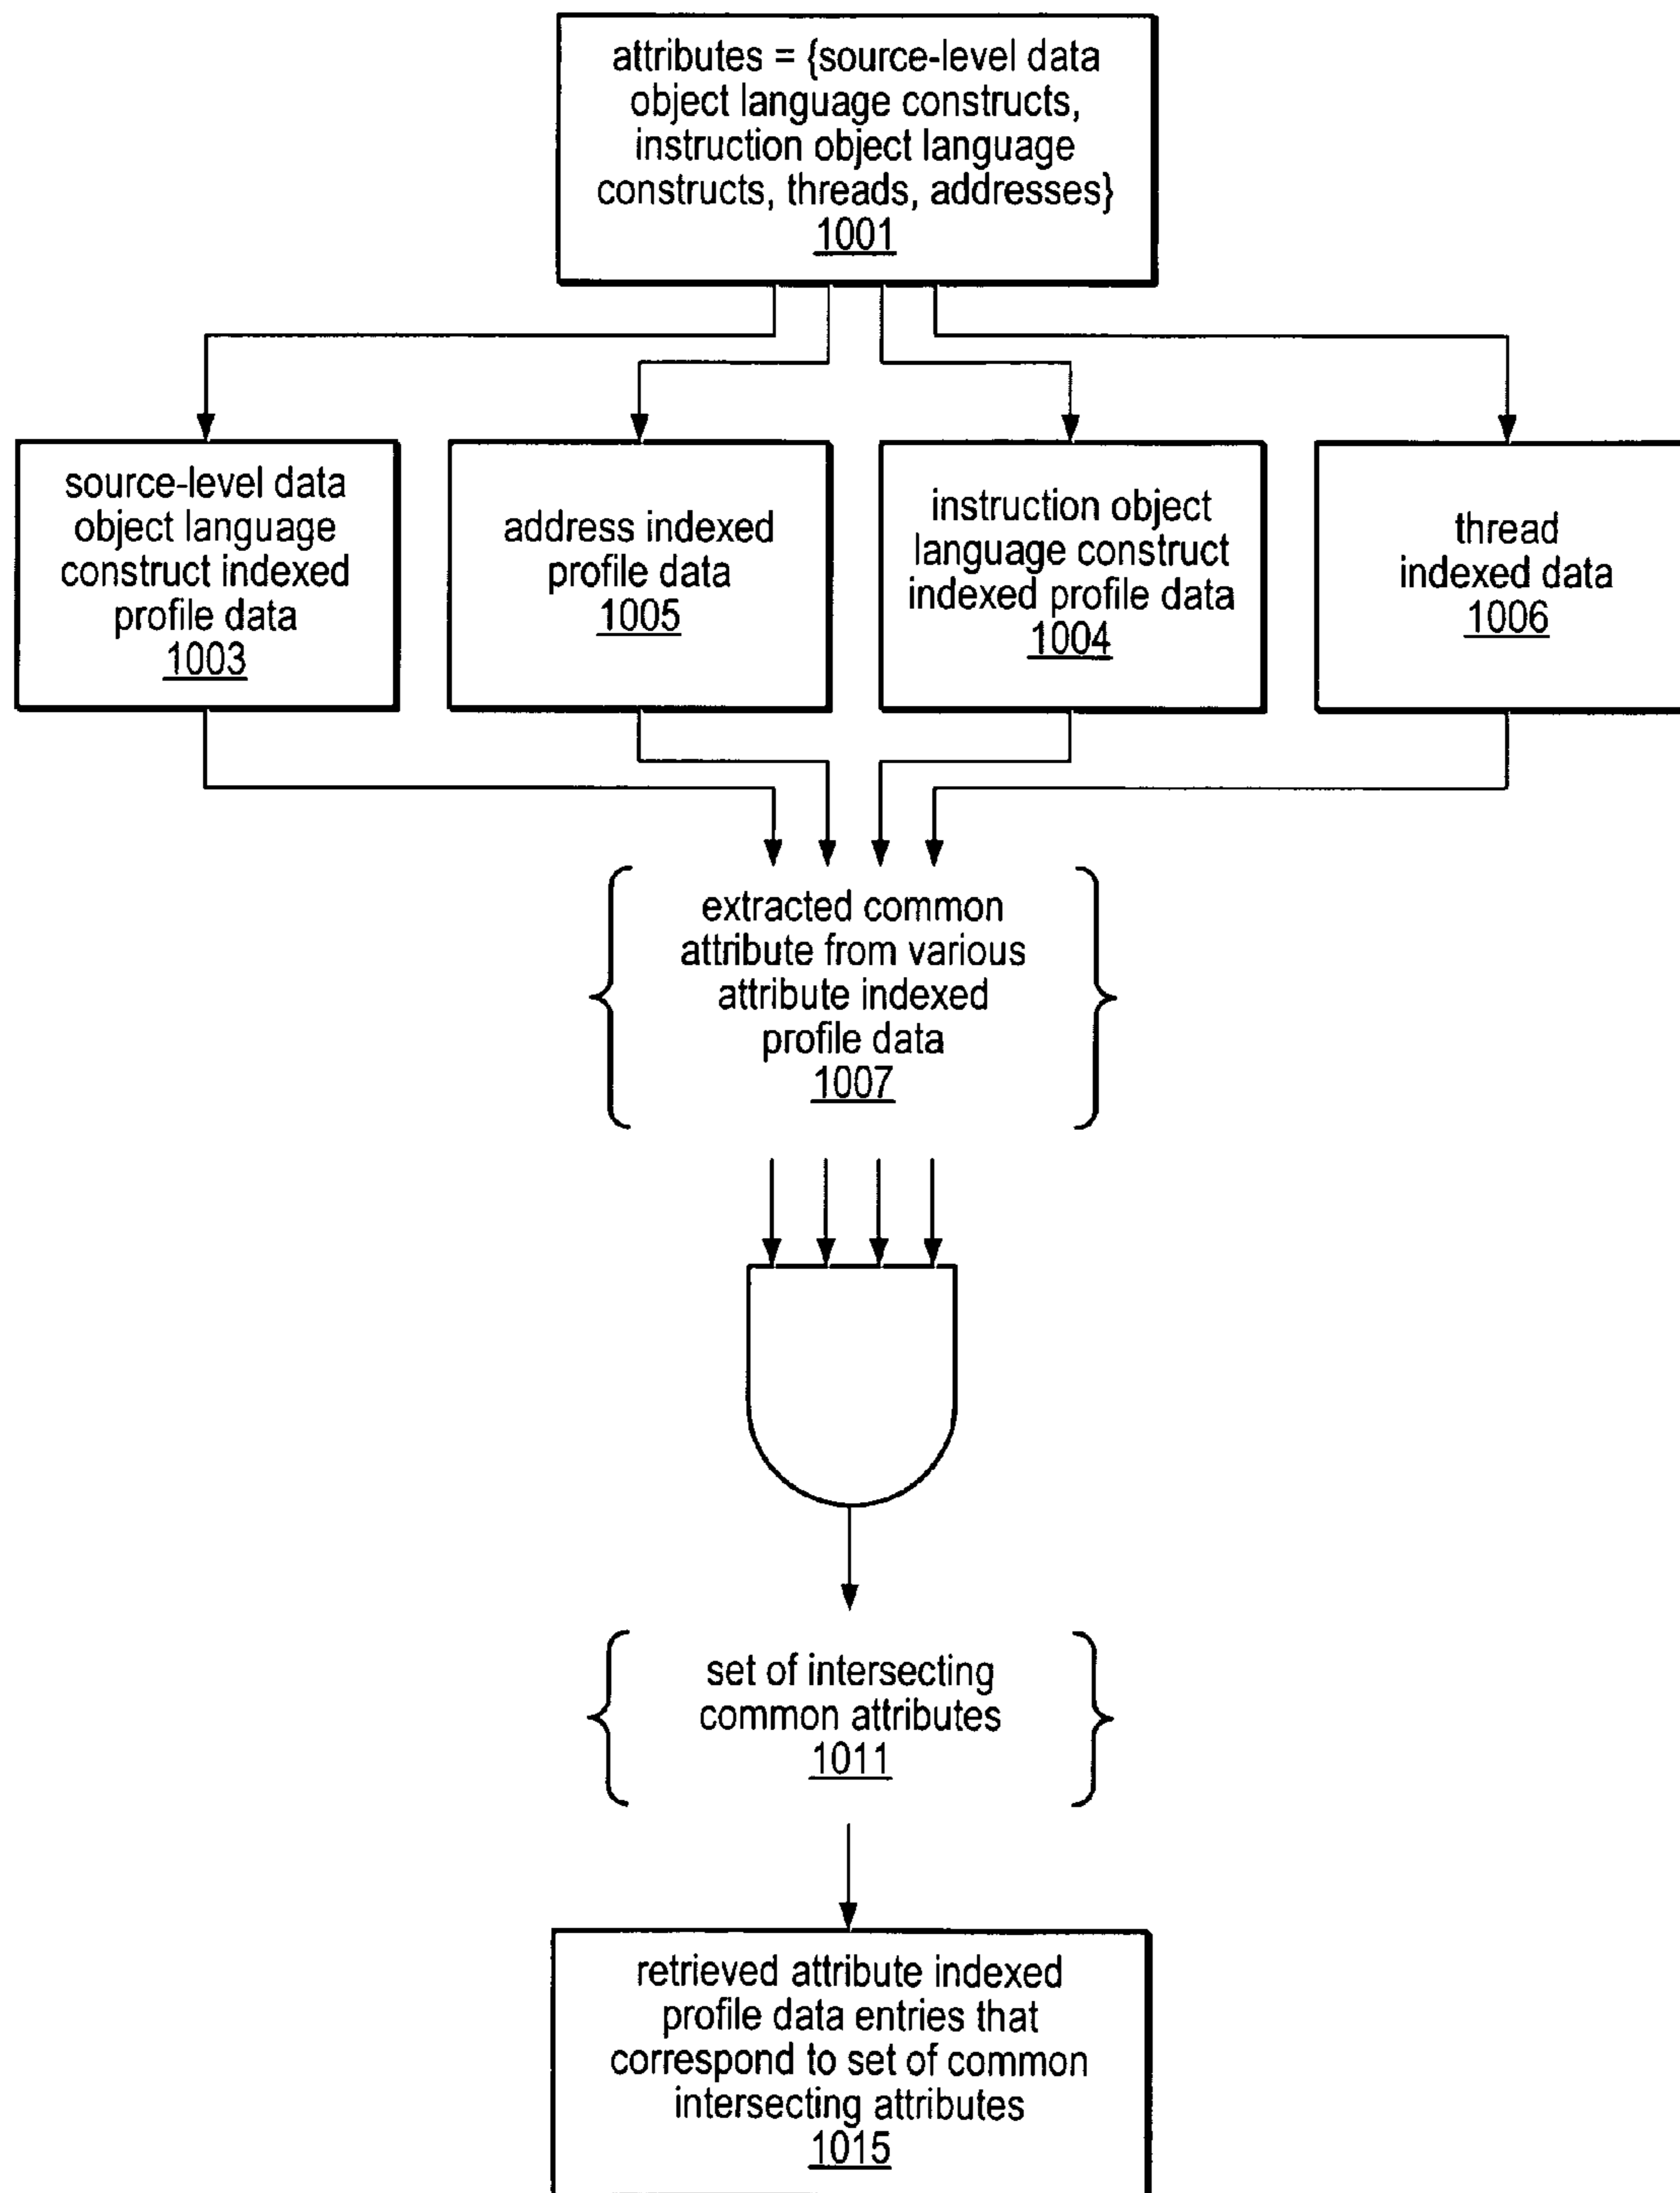 attributes = {source-level data
object language constructs,
instruction object language
constructs, threads, addresses}
1001
source-level data
object language
construct indexed
profile data
1003
address indexed
profile data
1005
instruction object
language construct
indexed profile data
1004
thread
indexed data
1006
extracted common
attribute from various
attribute indexed
profile data
1007
set of intersecting
common attributes
1011
retrieved attribute indexed
profile data entries that
correspond to set of common
intersecting attributes
1015